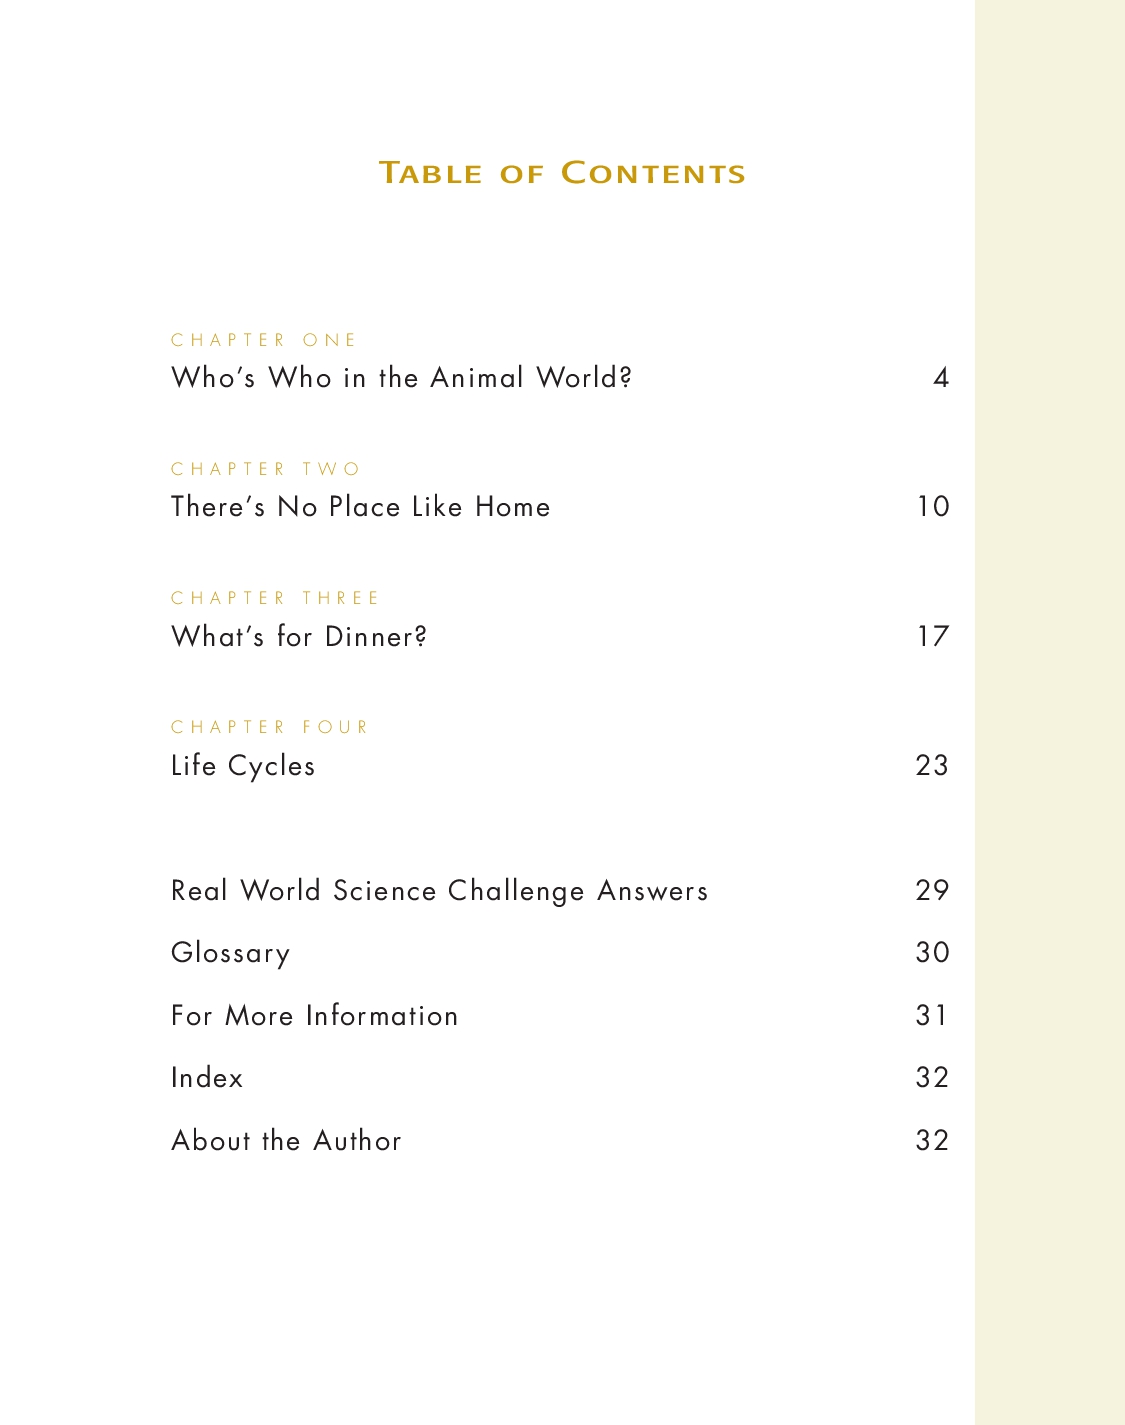 Table of Contents
CHAPTER ONE
Who’s Who in the Animal World? 4
CHAPTER TWO
There’s No Place Like Home 10
CHAPTER THREE
What’s for Dinner? 17
CHAPTER FOUR
Life Cycles 23
Real World Science Challenge Answers 29
Glossary 30
For More Information 31
Index 32
About the Author 32